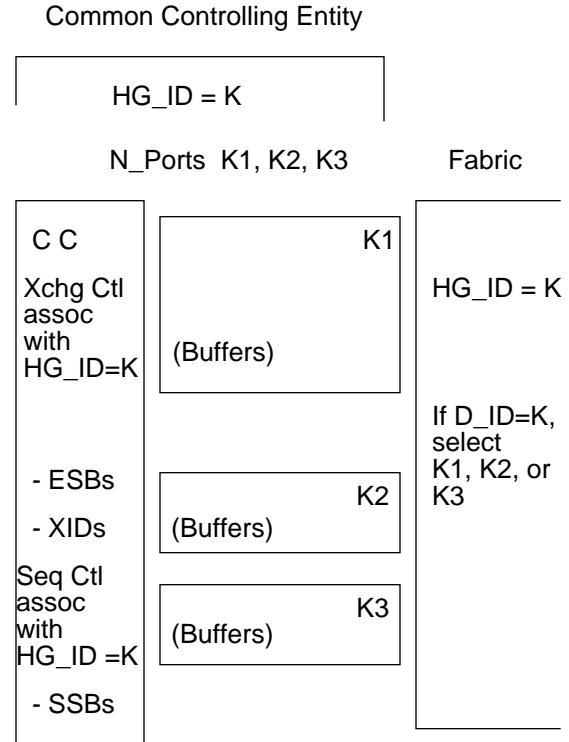 Common Controlling Entity
HG_ID = K
N_Ports K1, K2, K3
Fabric
C C
Xchg Ctl
assoc
with
HG_ID=K
- ESBs
- XIDs
Seq Ctl
assoc
with
HG_ID =K
- SSBs
K1
(Buffers)
K2
(Buffers)
K3
(Buffers)
HG_ID = K
If D_ID=K,
select
K1, K2, or
K3